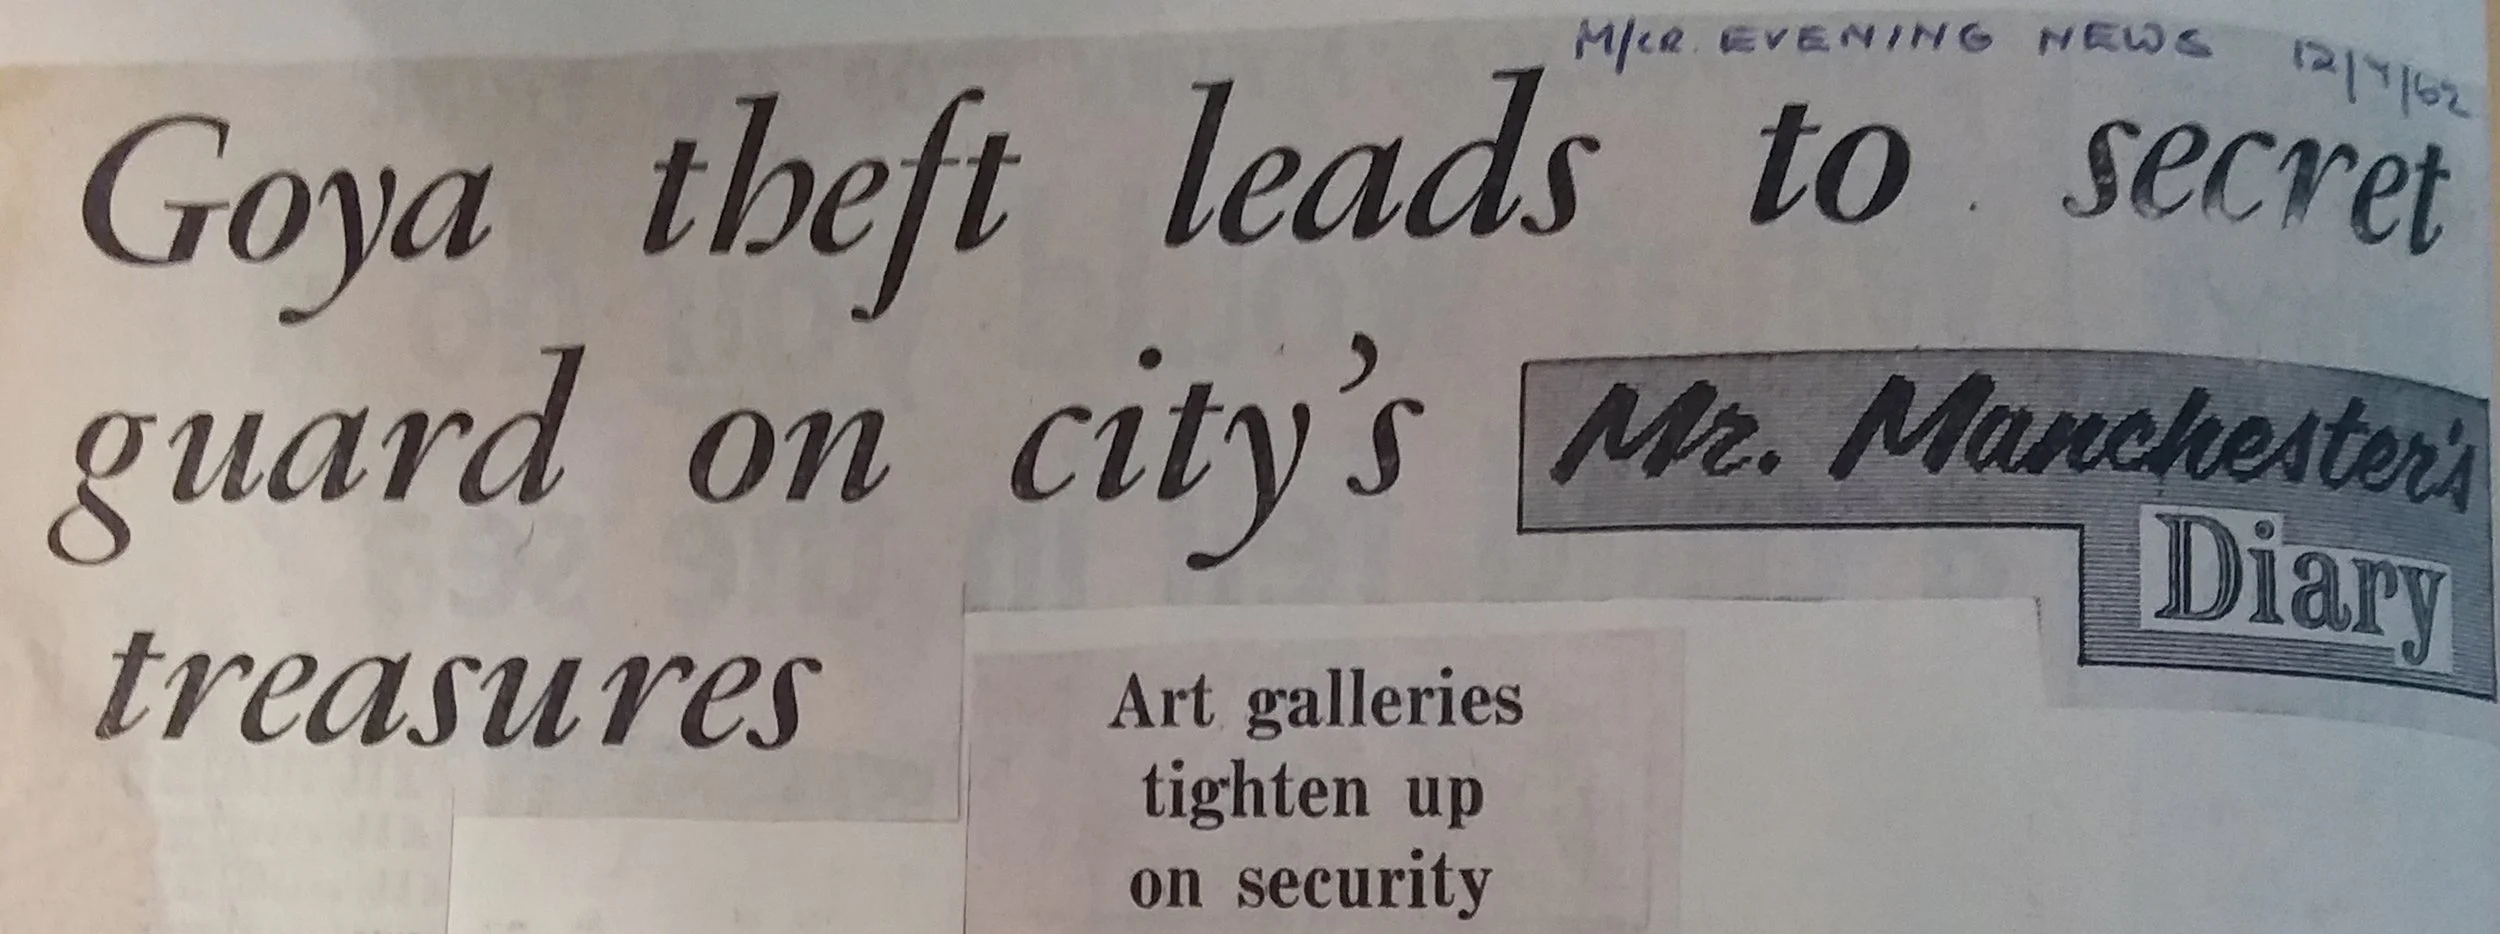 M/CR. EVENING NEWS 12/4/62
Goya theft leads to secret
guard on city's
treasures
Mr. Manchester's
Diary
Art galleries
tighten up
on security